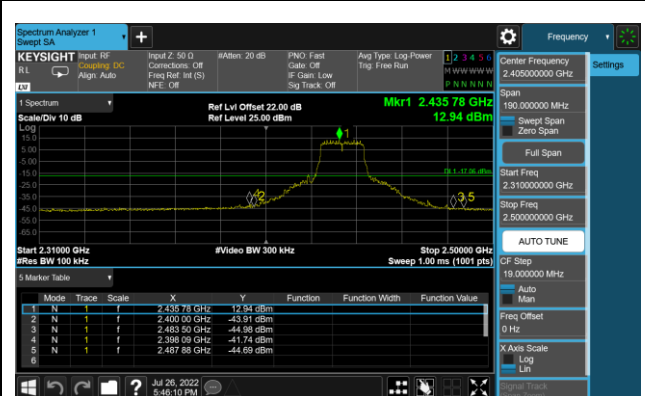 Spectrum Analyzer 1
Swept SA
Frequency
KEYSIGHT
RL
Input: RF
Coupling: DC
Align: Auto
Input Z: 50 Ω
Corrections: Off
Freq Ref: Int (S)
NFE: Off
#Atten: 20 dB
PNO: Fast
Gate: Off
IF Gain: Low
Sig Track: Off
Avg Type: Log-Power
Trig: Free Run
1 2 3 4 5 6
M W W W W W
P N N N N N
LXI
1 Spectrum
Scale/Div 10 dB
Ref Lvl Offset 22.00 dB
Ref Level 25.00 dBm
Mkr1 2.435 78 GHz
12.94 dBm
Log
15.0
5.00
-5.00
-15.0
-25.0
-35.0
-45.0
-55.0
-65.0
1
DL1 -17.06 dBm
2
3 5
Start 2.31000 GHz
#Res BW 100 kHz
#Video BW 300 kHz
Stop 2.50000 GHz
Sweep 1.00 ms (1001 pts)
5 Marker Table
Mode Trace Scale X Y Function Function Width Function Value
1 N 1 f 2.435 78 GHz 12.94 dBm
2 N 1 f 2.400 00 GHz -43.91 dBm
3 N 1 f 2.483 50 GHz -44.98 dBm
4 N 1 f 2.398 09 GHz -41.74 dBm
5 N 1 f 2.487 88 GHz -44.69 dBm
6
Jul 26, 2022
5:46:10 PM
Center Frequency
2.405000000 GHz
Settings
Span
190.000000 MHz
Swept Span
Zero Span
Full Span
Start Freq
2.310000000 GHz
Stop Freq
2.500000000 GHz
AUTO TUNE
CF Step
19.000000 MHz
Auto
Man
Freq Offset
0 Hz
X Axis Scale
Log
Lin
Signal Track